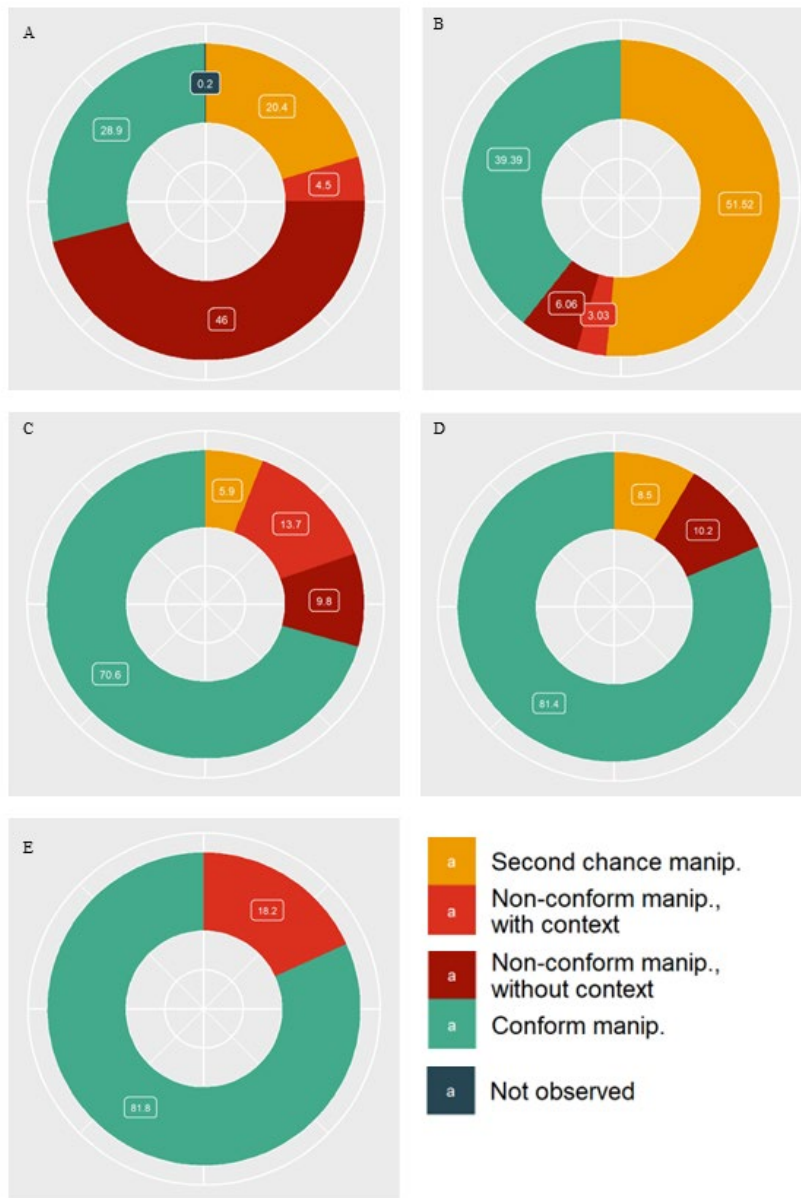 A
0.2
20.4
28.9
4.5
46
B
39.39
51.52
6.06
3.03
C
5.9
13.7
9.8
70.6
D
8.5
10.2
81.4
E
18.2
81.8
a Second chance manip.
a Non-conform manip.,
with context
a Non-conform manip.,
without context
a Conform manip.
a Not observed